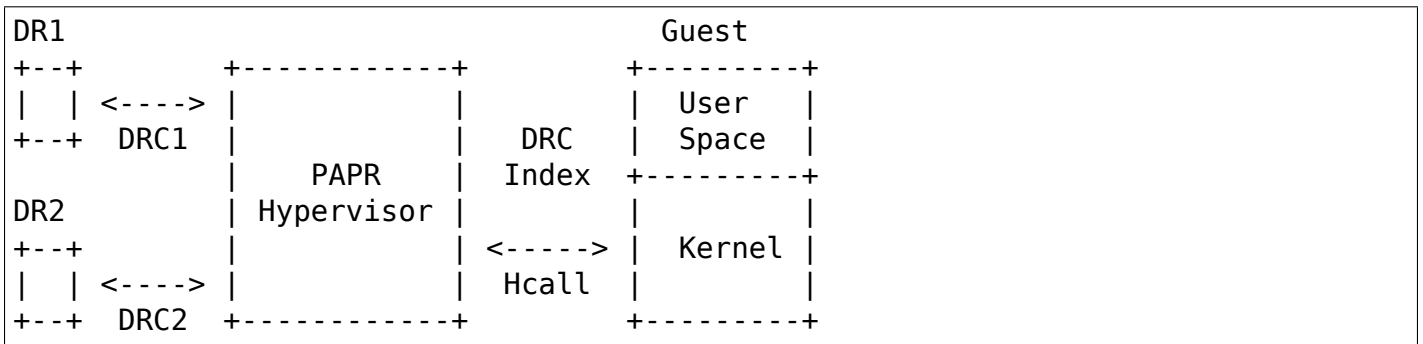 DR1                                    Guest
+--+        +------------+         +---------+
|  | <----> |            |         |  User   |
+--+  DRC1  |            |   DRC   |  Space  |
            |    PAPR    |  Index  +---------+
DR2         | Hypervisor |         |         |
+--+        |            | <-----> |  Kernel |
|  | <----> |            |  Hcall  |         |
+--+  DRC2  +------------+         +---------+